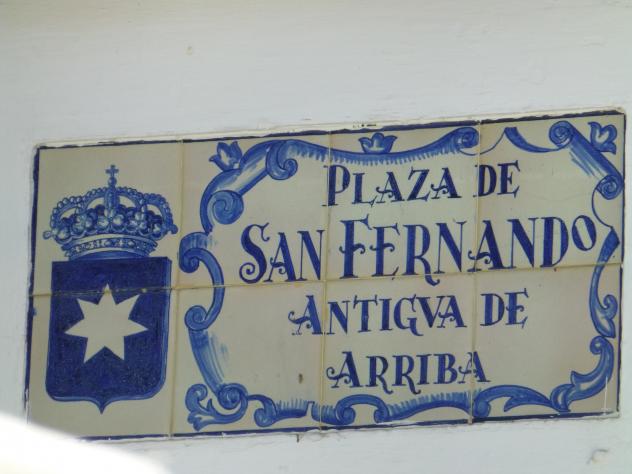 PLAZA DE
SAN FERNANDO
ANTIGVA DE
ARRIBA